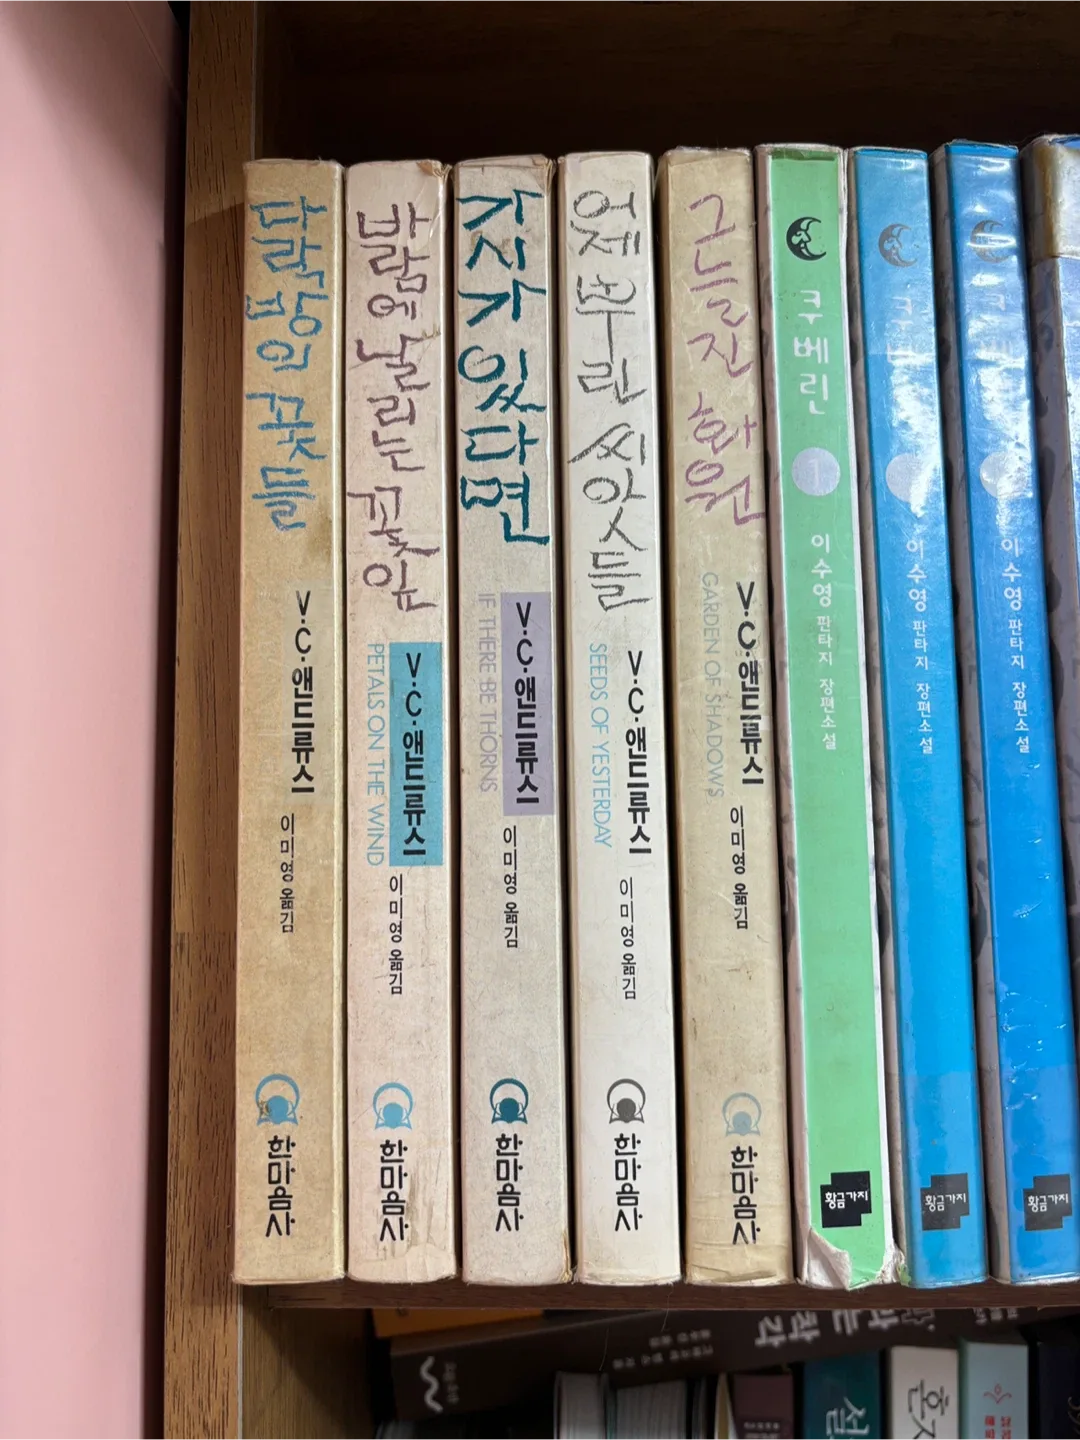 다락방의 꽃들
V·C·앤드류스
이미영 옮김
한마음사
바람에 날리는 꽃잎
PETALS ON THE WIND
V·C·앤드류스
이미영 옮김
한마음사
가시가 있다면
IF THERE BE THORNS
V·C·앤드류스
이미영 옮김
한마음사
어제 뿌린 씨앗들
SEEDS OF YESTERDAY
V·C·앤드류스
이미영 옮김
한마음사
그늘진 화원
GARDEN OF SHADOWS
V·C·앤드류스
이미영 옮김
한마음사
쿠베린
1
이수영 판타지 장편소설
황금가지
쿠베린
이수영 판타지 장편소설
황금가지
쿠베린
이수영 판타지 장편소설
황금가지